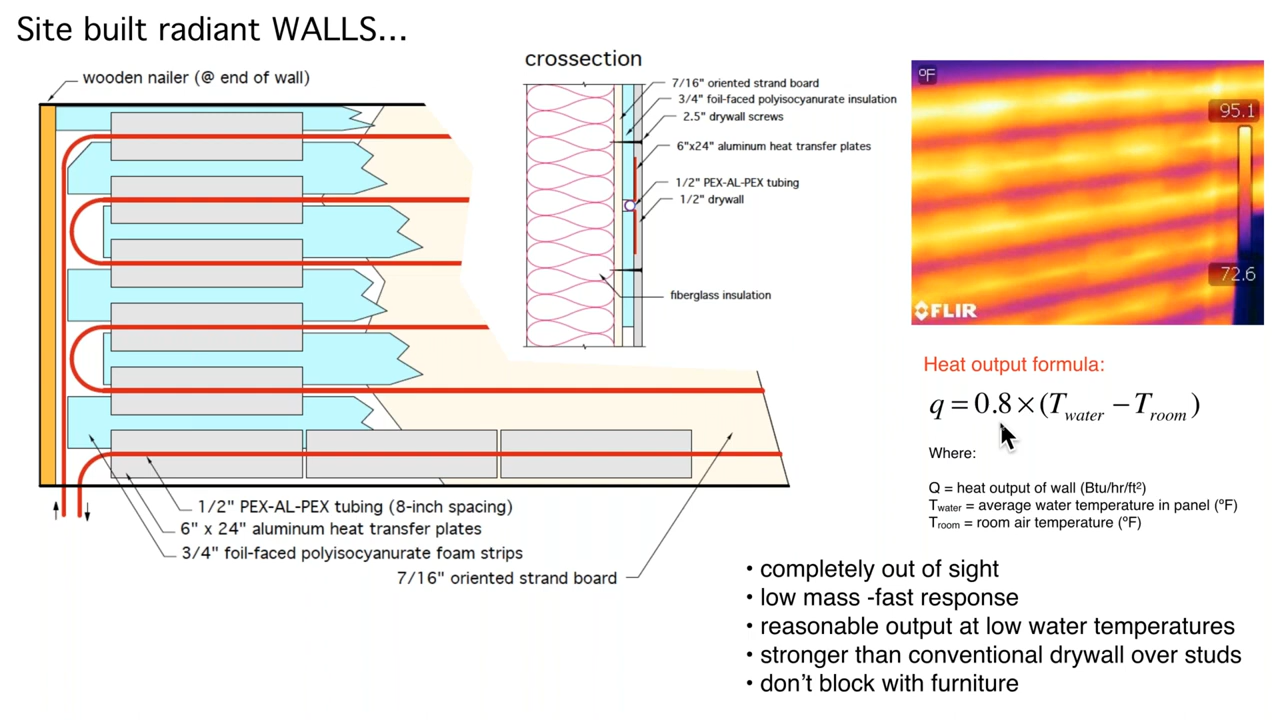 Site built radiant WALLS...
wooden nailer (@ end of wall)
crossection
7/16" oriented strand board
3/4" foil-faced polyisocyanurate insulation
2.5" drywall screws
6"x24" aluminum heat transfer plates
1/2" PEX-AL-PEX tubing
1/2" drywall
fiberglass insulation
1/2" PEX-AL-PEX tubing (8-inch spacing)
6" x 24" aluminum heat transfer plates
3/4" foil-faced polyisocyanurate foam strips
7/16" oriented strand board
ºF
95.1
72.6
FLIR
Heat output formula:
q = 0.8 × (T_water − T_room)
Where:
Q = heat output of wall (Btu/hr/ft²)
Twater = average water temperature in panel (ºF)
Troom = room air temperature (ºF)
• completely out of sight
• low mass -fast response
• reasonable output at low water temperatures
• stronger than conventional drywall over studs
• don’t block with furniture